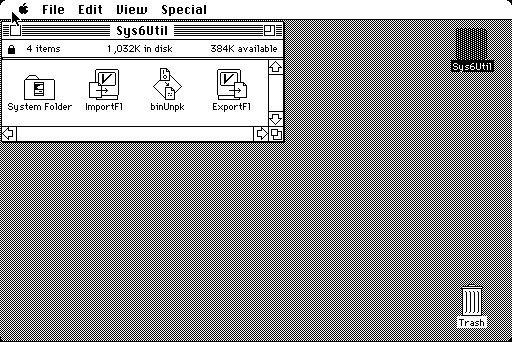 File Edit View Special
Sys6Util
4 items 1,032K in disk 384K available
System Folder ImportFl binUnpk ExportFl
Sys6Util
Trash